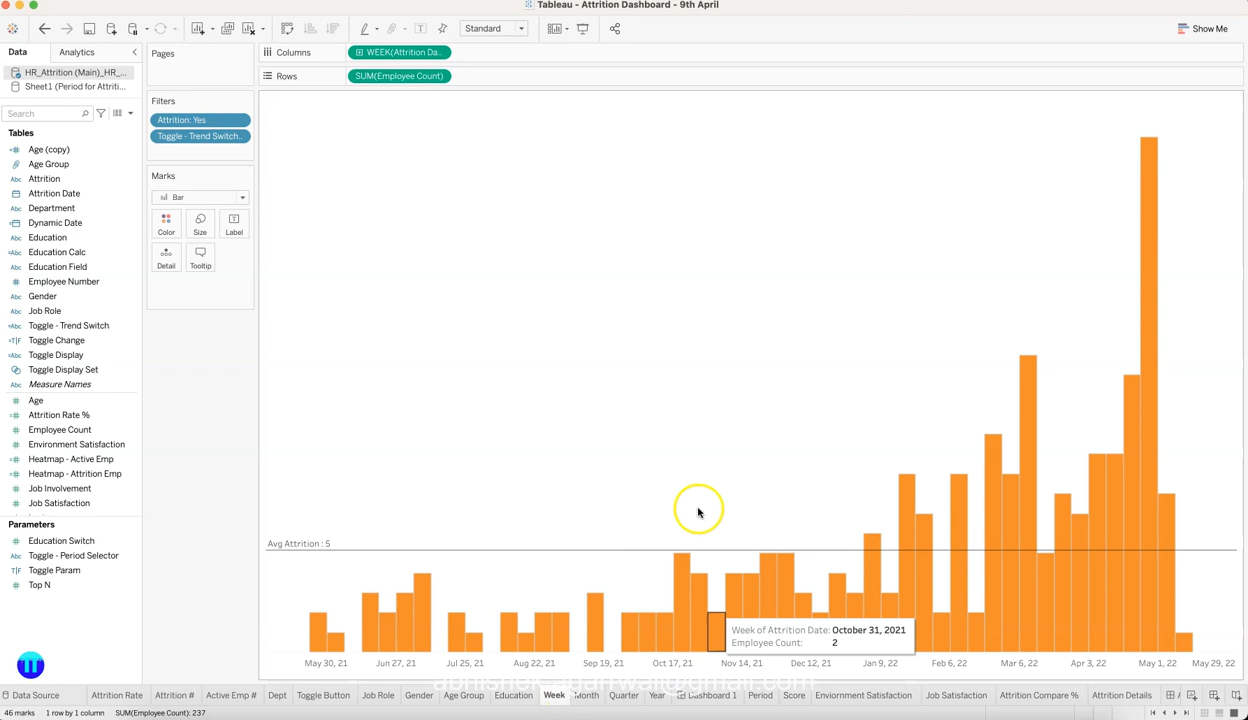 Tableau - Attrition Dashboard - 9th April
Standard
Show Me
Data
Analytics
HR_Attrition (Main)_HR_...
Sheet1 (Period for Attriti...
Search
Tables
Age (copy)
Age Group
Attrition
Attrition Date
Department
Dynamic Date
Education
Education Calc
Education Field
Employee Number
Gender
Job Role
Toggle - Trend Switch
Toggle Change
Toggle Display
Toggle Display Set
Measure Names
Age
Attrition Rate %
Employee Count
Environment Satisfaction
Heatmap - Active Emp
Heatmap - Attrition Emp
Job Involvement
Job Satisfaction
Parameters
Education Switch
Toggle - Period Selector
Toggle Param
Top N
Pages
Filters
Attrition: Yes
Toggle - Trend Switch..
Marks
Bar
Color
Size
Label
Detail
Tooltip
Columns
WEEK(Attrition Da..
Rows
SUM(Employee Count)
Avg Attrition : 5
Week of Attrition Date: October 31, 2021
Employee Count: 2
May 30, 21
Jun 27, 21
Jul 25, 21
Aug 22, 21
Sep 19, 21
Oct 17, 21
Nov 14, 21
Dec 12, 21
Jan 9, 22
Feb 6, 22
Mar 6, 22
Apr 3, 22
May 1, 22
May 29, 22
Data Source
Attrition Rate
Attrition #
Active Emp #
Dept
Toggle Button
Job Role
Gender
Age Group
Education
Week
Month
Quarter
Year
Dashboard 1
Period
Score
Enviornment Satisfaction
Job Satisfaction
Attrition Compare %
Attrition Details
46 marks
1 row by 1 column
SUM(Employee Count): 237